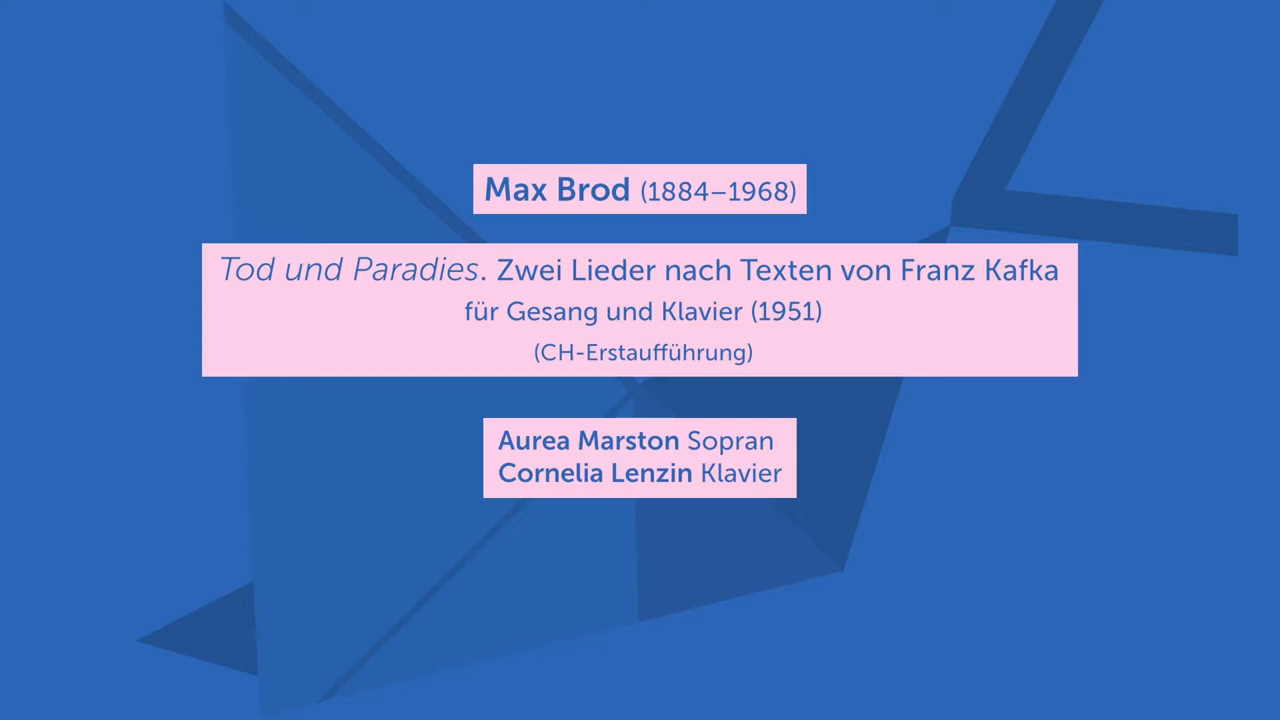 Max Brod (1884–1968)
Tod und Paradies. Zwei Lieder nach Texten von Franz Kafka
für Gesang und Klavier (1951)
(CH-Erstaufführung)
Aurea Marston Sopran
Cornelia Lenzin Klavier